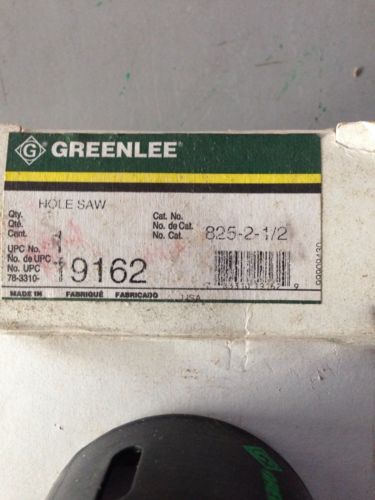 G GREENLEE
HOLE SAW
Qty.
Qté.
Cant.
Cat. No.
No. de Cat.
No. Cat.
825-2-1/2
UPC No.
No. de UPC
No. UPC
78-3310-
19162
99909430
MADE IN FABRIQUÉ FABRICADO USA